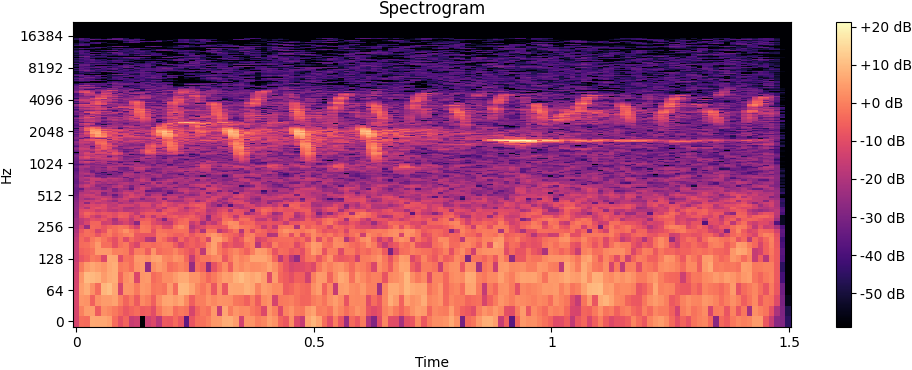 Spectrogram
Hz
16384
8192
4096
2048
1024
512
256
128
64
0
0
0.5
1
1.5
Time
+20 dB
+10 dB
+0 dB
-10 dB
-20 dB
-30 dB
-40 dB
-50 dB